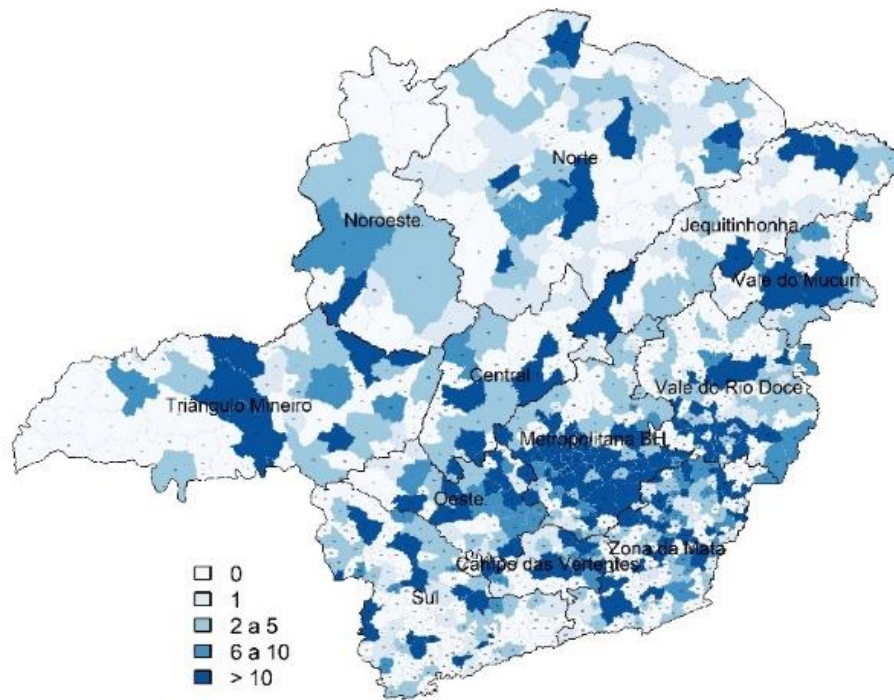 Norte
Noroeste
Jequitinhonha
Vale do Mucuri
Central
Vale do Rio Doce
Triângulo Mineiro
Metropolitana BH
Oeste
Zona da Mata
Campo das Vertentes
Sul
0
1
2 a 5
6 a 10
> 10